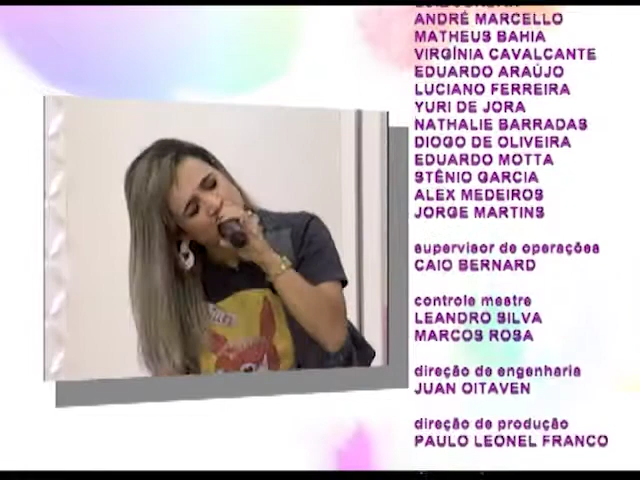 ANDRÉ MARCELLO
MATHEUS BAHIA
VIRGÍNIA CAVALCANTE
EDUARDO ARAÚJO
LUCIANO FERREIRA
YURI DE JORA
NATHALIE BARRADAS
DIOGO DE OLIVEIRA
EDUARDO MOTTA
STÊNIO GARCIA
ALEX MEDEIROS
JORGE MARTINS
supervisor de operações
CAIO BERNARD
controle mestre
LEANDRO SILVA
MARCOS ROSA
direção de engenharia
JUAN OITAVEN
direção de produção
PAULO LEONEL FRANCO